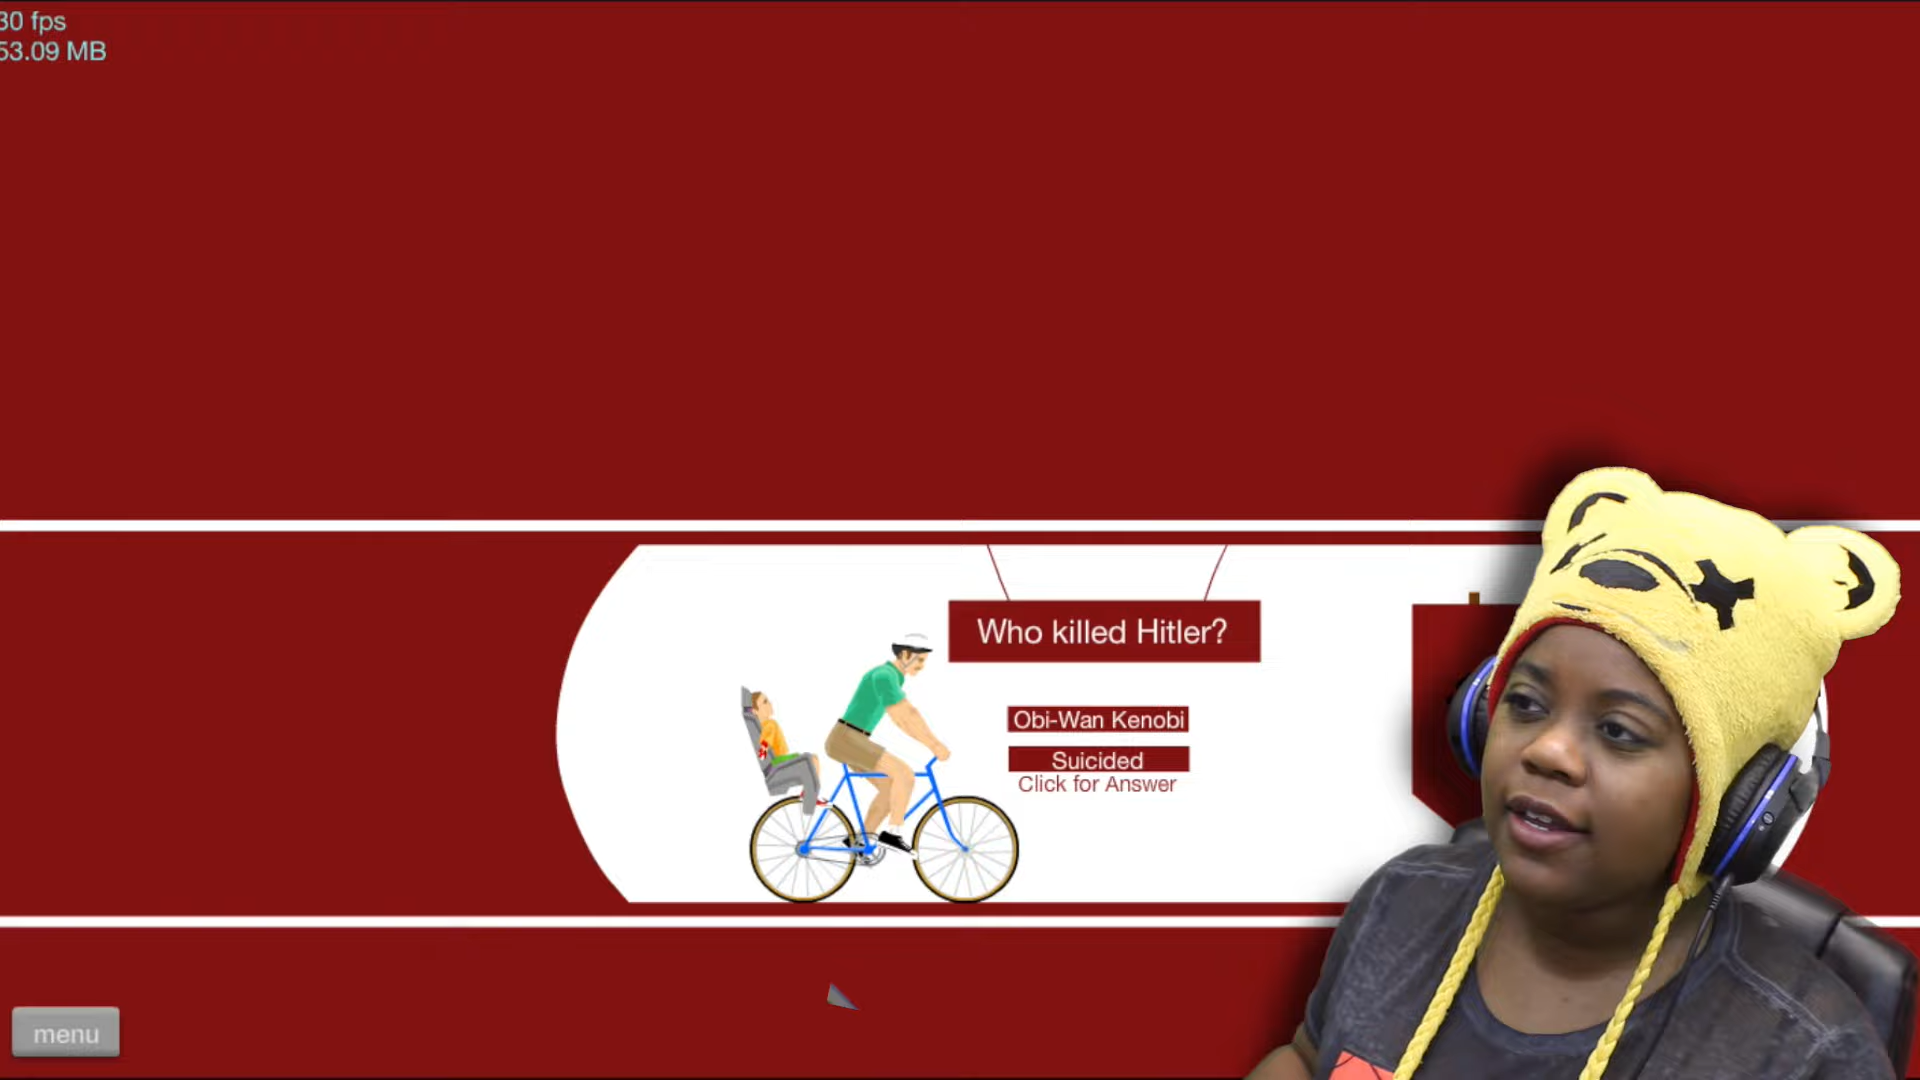 30 fps
53.09 MB
Who killed Hitler?
Obi-Wan Kenobi
Suicided
Click for Answer
menu